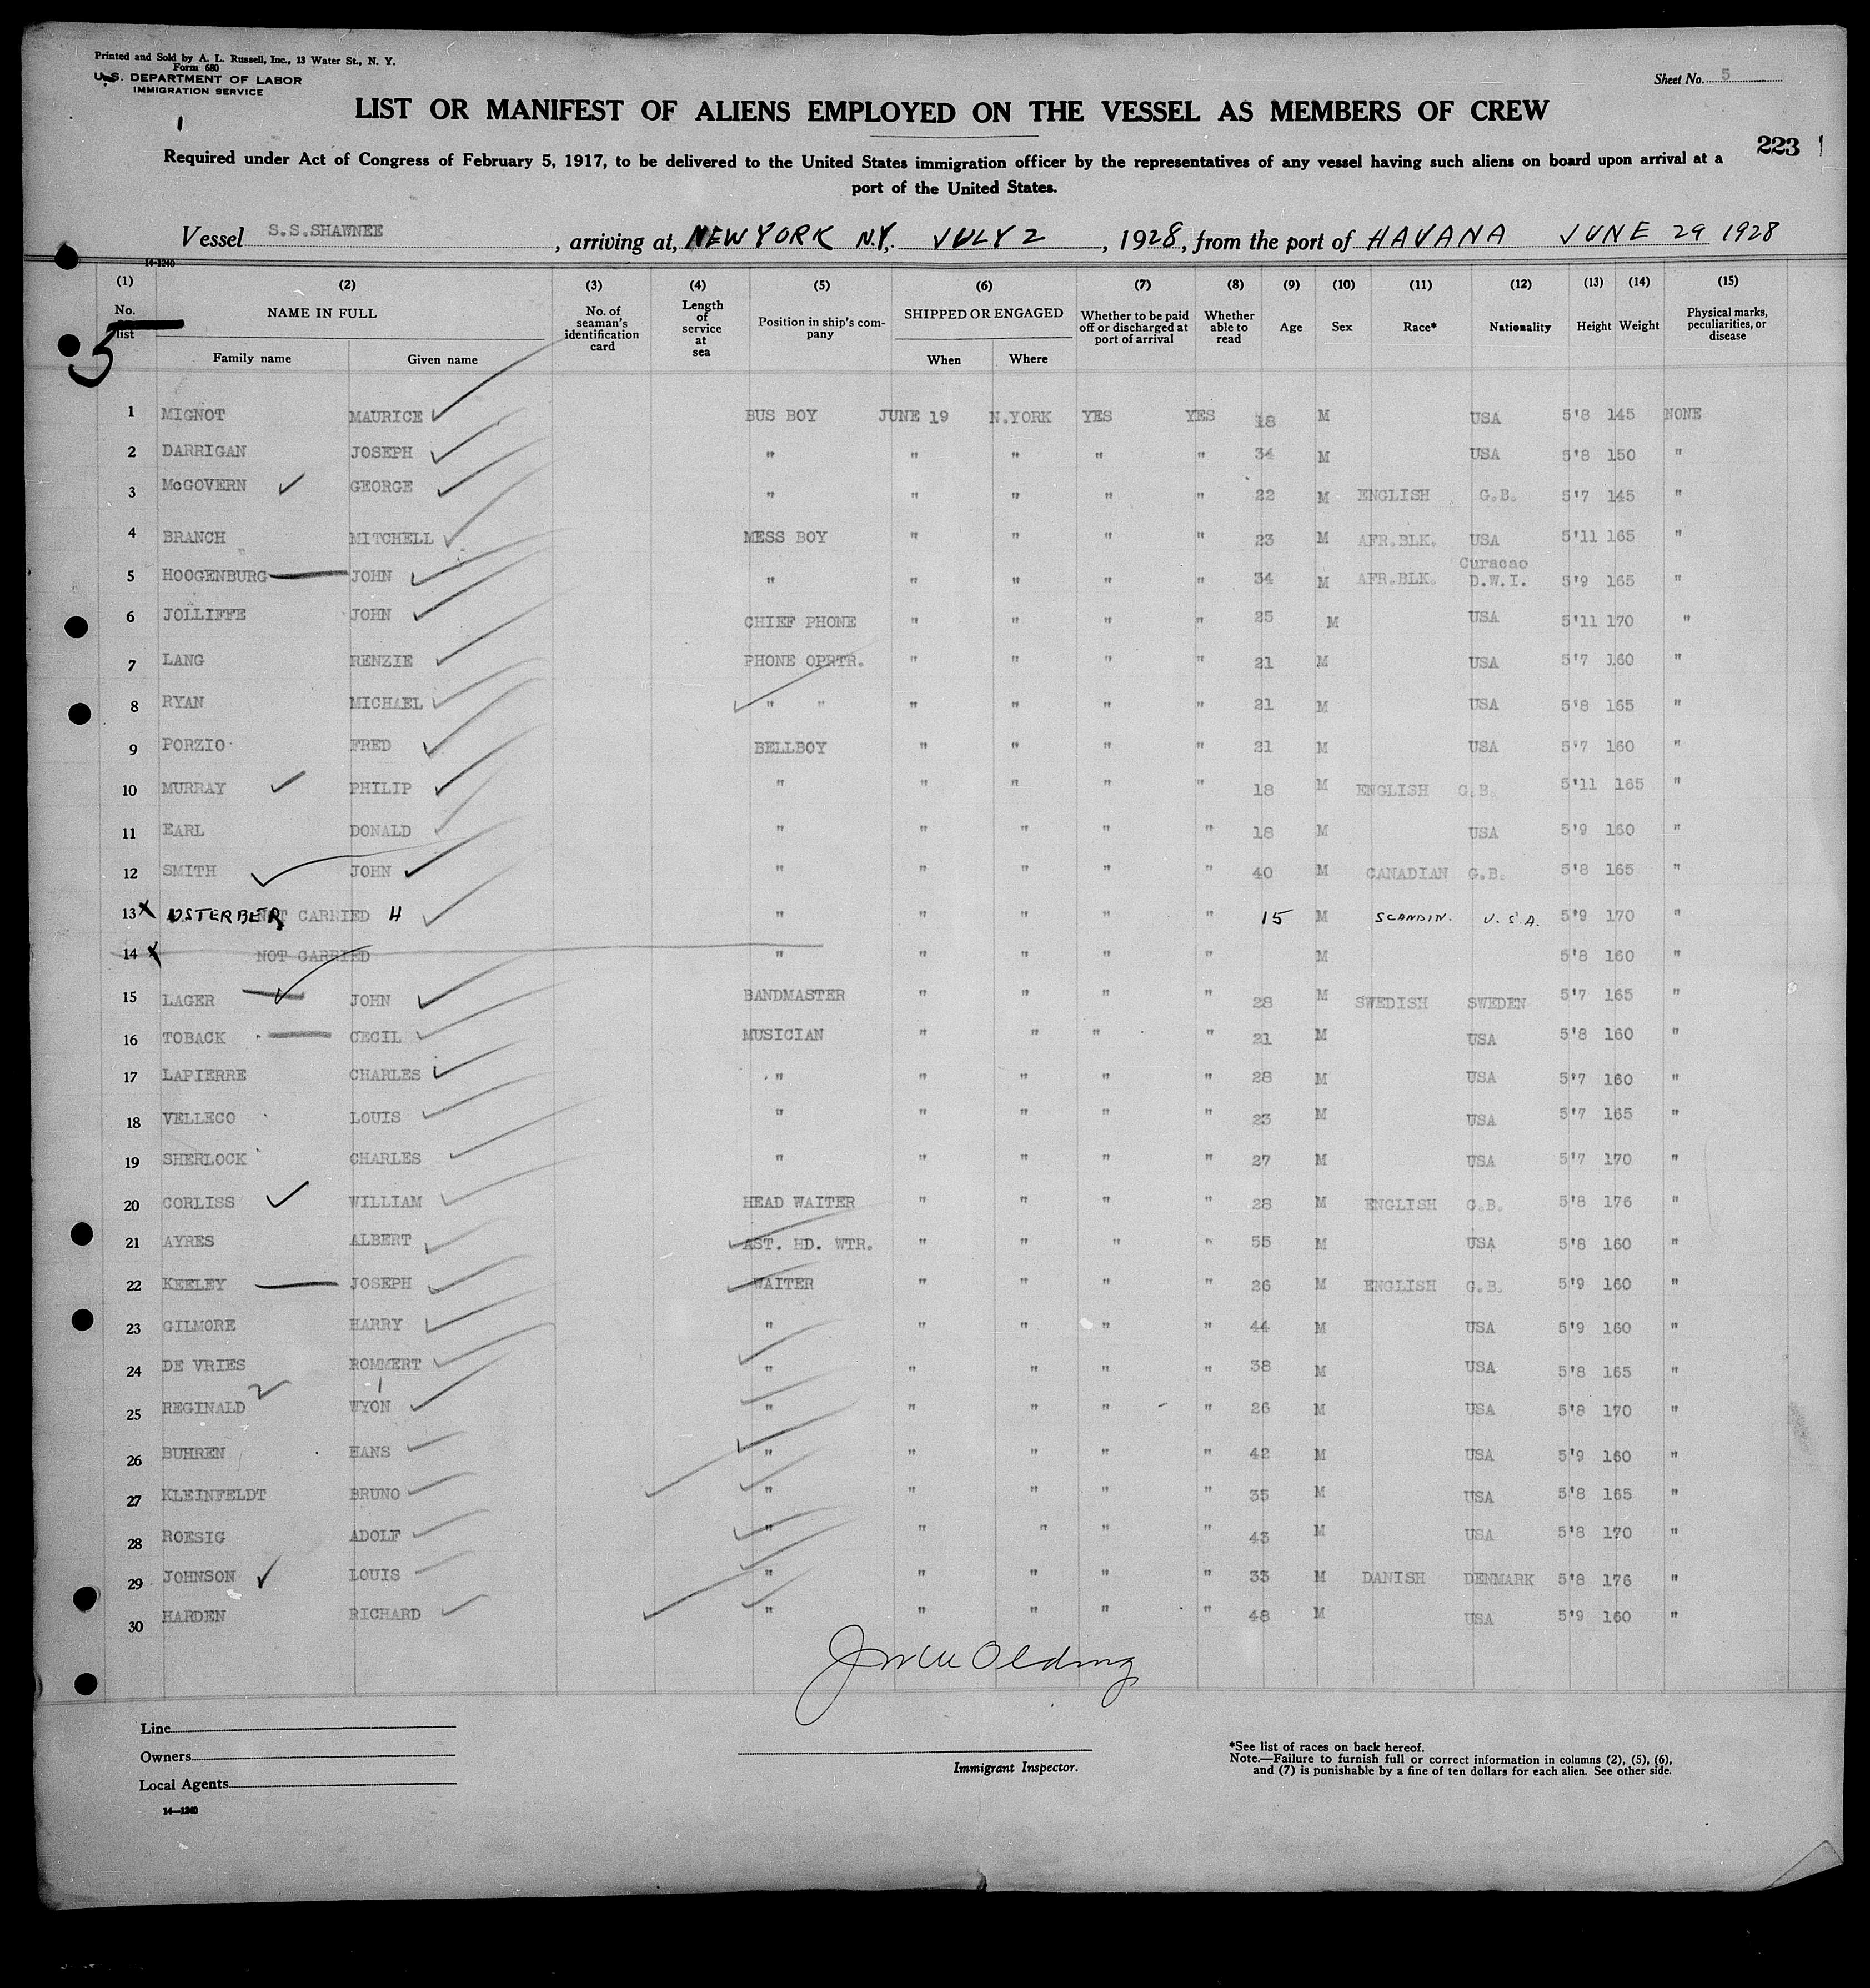 Printed and Sold by A. L. Russell, Inc., 13 Water St., N. Y.
Form 680
U.S. DEPARTMENT OF LABOR
IMMIGRATION SERVICE
Sheet No. 5
LIST OR MANIFEST OF ALIENS EMPLOYED ON THE VESSEL AS MEMBERS OF CREW
223
Required under Act of Congress of February 5, 1917, to be delivered to the United States immigration officer by the representatives of any vessel having such aliens on board upon arrival at a
port of the United States.
Vessel S.S.SHAWNEE, arriving at, NEW YORK N.Y. JULY 2, 1928, from the port of HAVANA JUNE 29 1928
14-1240
(1) (2) (3) (4) (5) (6) (7) (8) (9) (10) (11) (12) (13) (14) (15)
No. list NAME IN FULL No. of seaman's identification card Length of service at sea Position in ship's company SHIPPED OR ENGAGED Whether to be paid off or discharged at port of arrival Whether able to read Age Sex Race* Nationality Height Weight Physical marks, peculiarities, or disease
Family name Given name When Where
5
1 MIGNOT MAURICE BUS BOY JUNE 19 N.YORK YES YES 18 M USA 5'8 145 NONE
2 DARRIGAN JOSEPH " " " " " 34 M USA 5'8 150 "
3 McGOVERN GEORGE " " " " " 22 M ENGLISH G.B. 5'7 145 "
4 BRANCH MITCHELL MESS BOY " " " " 23 M AFR.BLK. USA 5'11 165 "
5 HOOGENBURG JOHN " " " " " 34 M AFR.BLK. Curacao D.W.I. 5'9 165 "
6 JOLLIFFE JOHN CHIEF PHONE " " " " 25 M USA 5'11 170 "
7 LANG RENZIE PHONE OPRTR. " " " " 21 M USA 5'7 160 "
8 RYAN MICHAEL " " " " " " 21 M USA 5'8 165 "
9 PORZIO FRED BELLBOY " " " " 21 M USA 5'7 160 "
10 MURRAY PHILIP " " " " " 18 M ENGLISH G.B. 5'11 165 "
11 EARL DONALD " " " " " 18 M USA 5'9 160 "
12 SMITH JOHN " " " " " 40 M CANADIAN G.B. 5'8 165 "
13 X OSTERBER NOT CARRIED H " " " " " 15 M SCANDIN. U.S.A. 5'9 170 "
14 X NOT CARRIED " " " " " M 5'8 160 "
15 LAGER JOHN BANDMASTER " " " " 28 M SWEDISH SWEDEN 5'7 165 "
16 TOBACK CECIL MUSICIAN " " " " 21 M USA 5'8 160 "
17 LAPIERRE CHARLES " " " " " 28 M USA 5'7 160 "
18 VELLECO LOUIS " " " " " 23 M USA 5'7 165 "
19 SHERLOCK CHARLES " " " " " 27 M USA 5'7 170 "
20 CORLISS WILLIAM HEAD WAITER " " " " 28 M ENGLISH G.B. 5'8 176 "
21 AYRES ALBERT AST. HD. WTR. " " " " 55 M USA 5'8 160 "
22 KEELEY JOSEPH WAITER " " " " 26 M ENGLISH G.B. 5'9 160 "
23 GILMORE HARRY " " " " " 44 M USA 5'9 160 "
24 DE VRIES ROMMERT " " " " " 38 M USA 5'8 165 "
25 REGINALD WYON " " " " " 26 M USA 5'8 170 "
26 BUHREN HANS " " " " " 42 M USA 5'9 160 "
27 KLEINFELDT BRUNO " " " " " 35 M USA 5'8 165 "
28 ROESIG ADOLF " " " " " 43 M USA 5'8 170 "
29 JOHNSON LOUIS " " " " " 33 M DANISH DENMARK 5'8 176 "
30 HARDEN RICHARD " " " " " 48 M USA 5'9 160 "
Olding
Line
Owners
Local Agents
14—1240
Immigrant Inspector.
*See list of races on back hereof.
Note.—Failure to furnish full or correct information in columns (2), (5), (6),
and (7) is punishable by a fine of ten dollars for each alien. See other side.